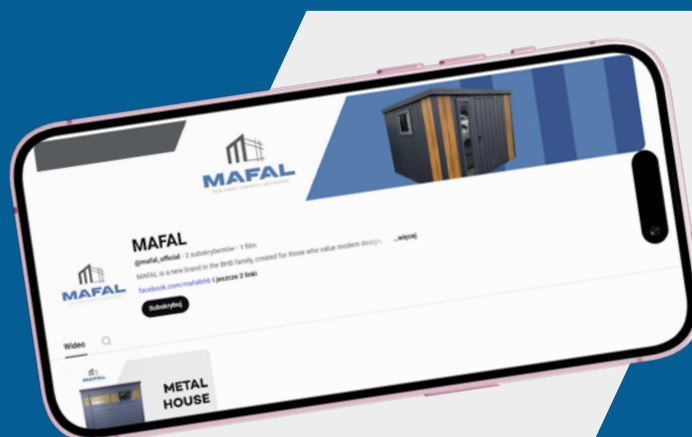 MAFAL
MAFAL
@mafal_official · 2 subskrybentów · 1 film
MAFAL is a new brand in the BHB family, created for those who value modern design, ...więcej
facebook.com/mafalbhb i jeszcze 2 linki
Subskrybuj
MAFAL
Wideo
MAFAL
METAL
HOUSE